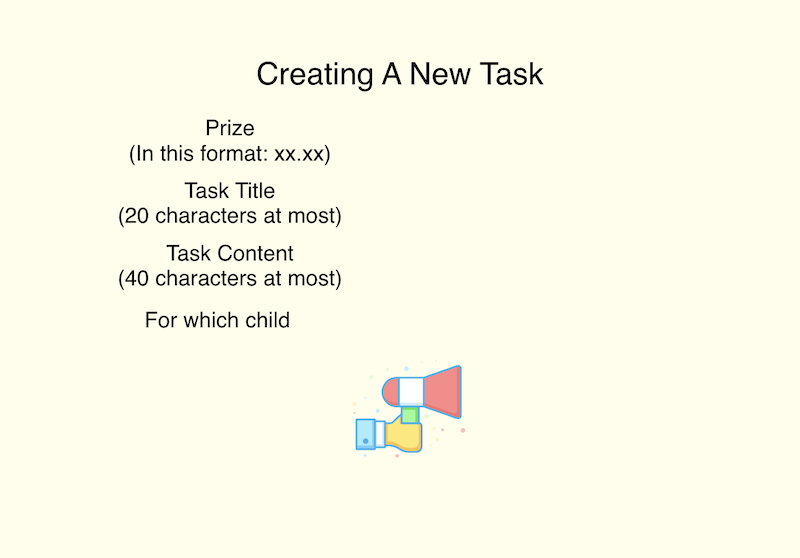 Creating A New Task
Prize
(In this format: xx.xx)
Task Title
(20 characters at most)
Task Content
(40 characters at most)
For which child